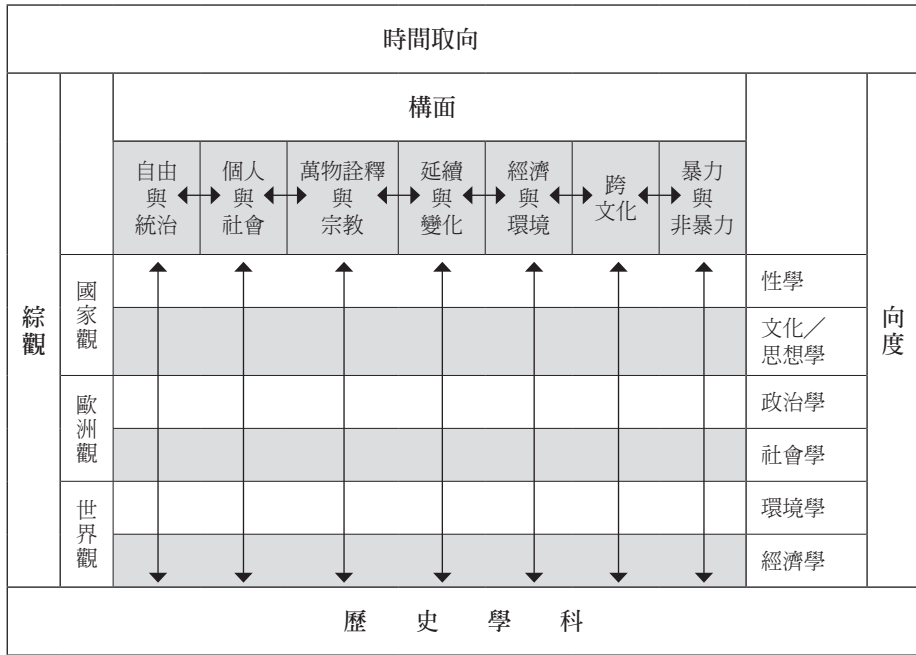 時間取向
構面
自由
與
統治
個人
與
社會
萬物詮釋
與
宗教
延續
與
變化
經濟
與
環境
跨
文化
暴力
與
非暴力
綜觀
國家觀
歐洲觀
世界觀
性學
文化／
思想學
政治學
社會學
環境學
經濟學
向度
歷史學科